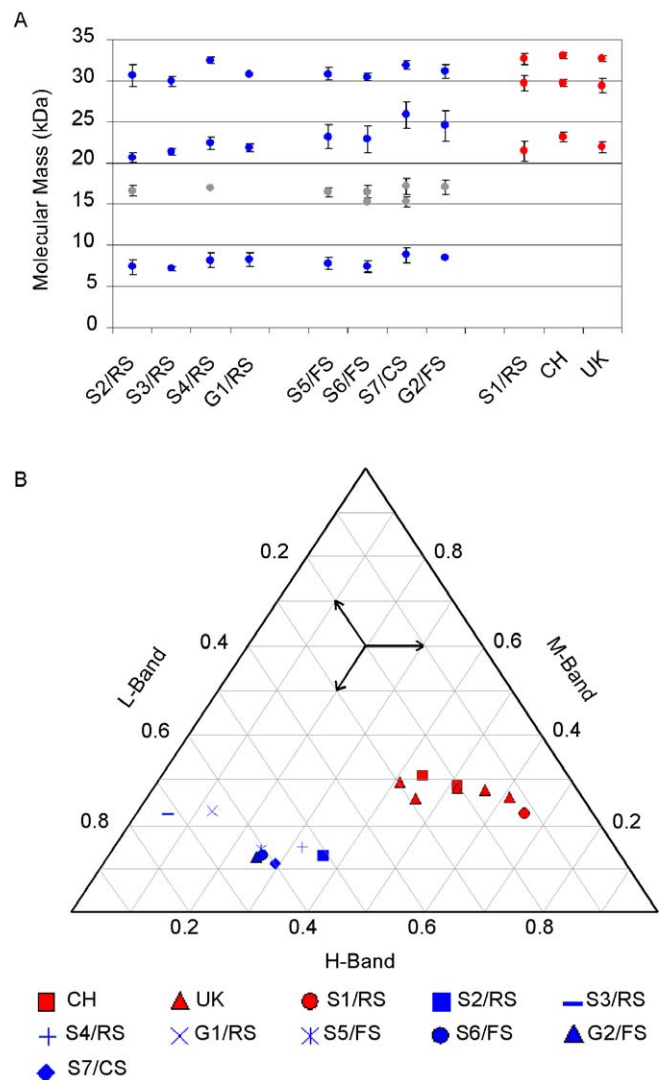 A
Molecular Mass (kDa)
35
30
25
20
15
10
5
0
S2/RS S3/RS S4/RS G1/RS S5/FS S6/FS S7/CS G2/FS S1/RS CH UK
B
0.2 0.8
0.4 0.6
L-Band M-Band
0.6 0.4
0.8 0.2
0.2 0.4 0.6 0.8
H-Band
CH UK S1/RS S2/RS S3/RS
S4/RS G1/RS S5/FS S6/FS G2/FS
S7/CS